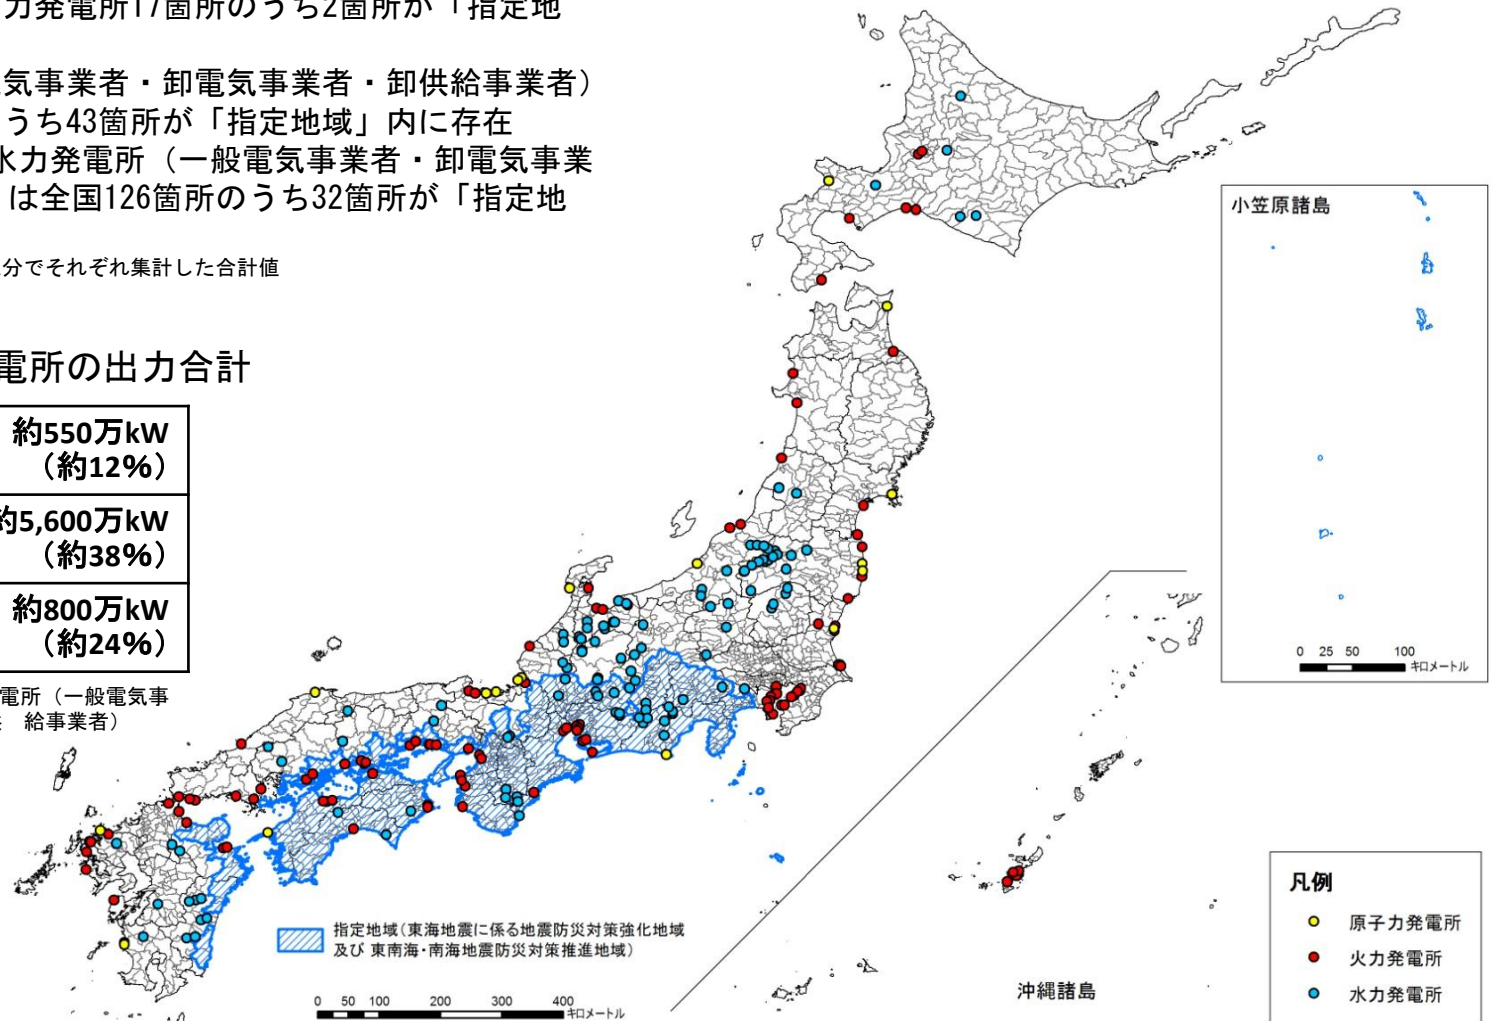 力発電所17箇所のうち2箇所が「指定地
気事業者・卸電気事業者・卸供給事業者）
うち43箇所が「指定地域」内に存在
水力発電所（一般電気事業者・卸電気事業
は全国126箇所のうち32箇所が「指定地
分でそれぞれ集計した合計値
電所の出力合計
約550万kW
（約12%）
約5,600万kW
（約38%）
約800万kW
（約24%）
電所（一般電気事
給事業者）
小笠原諸島
0 25 50 100
キロメートル
指定地域（東海地震に係る地震防災対策強化地域
及び 東南海・南海地震防災対策推進地域）
0 50 100 200 300 400
キロメートル
沖縄諸島
凡例
原子力発電所
火力発電所
水力発電所